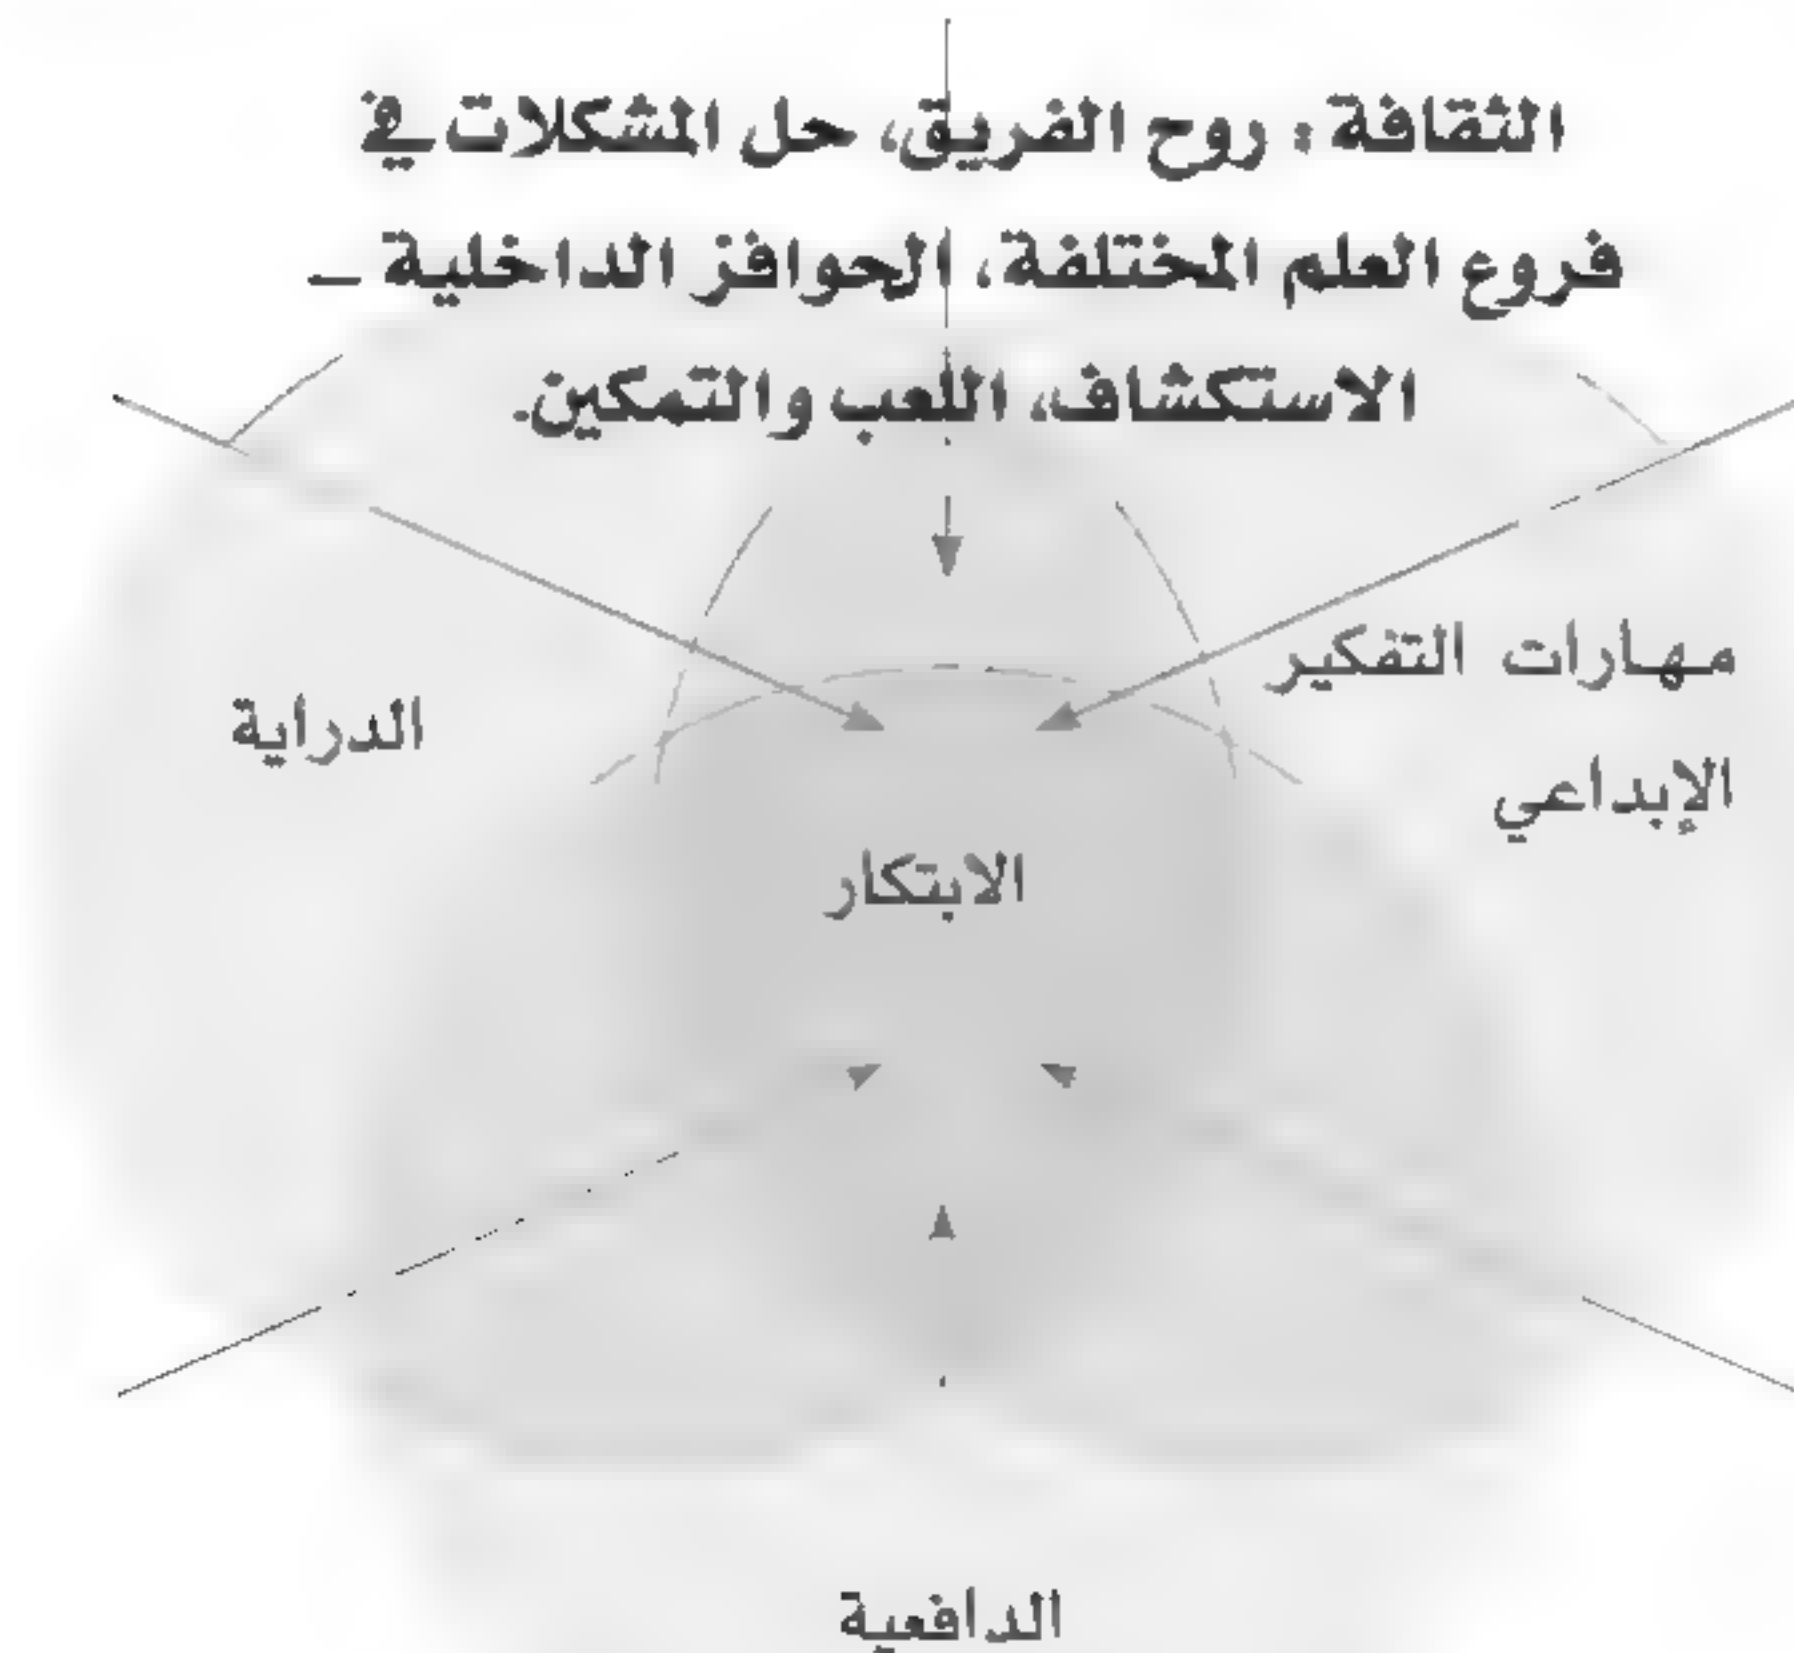 الثقافة: روح الفريق، حل المشكلات في
فروع العلم المختلفة، الحوافز الداخلية –
الاستكشاف، اللعب والتمكين.
مهارات التفكير
الإبداعي
الدراية
الابتكار
الدافعية